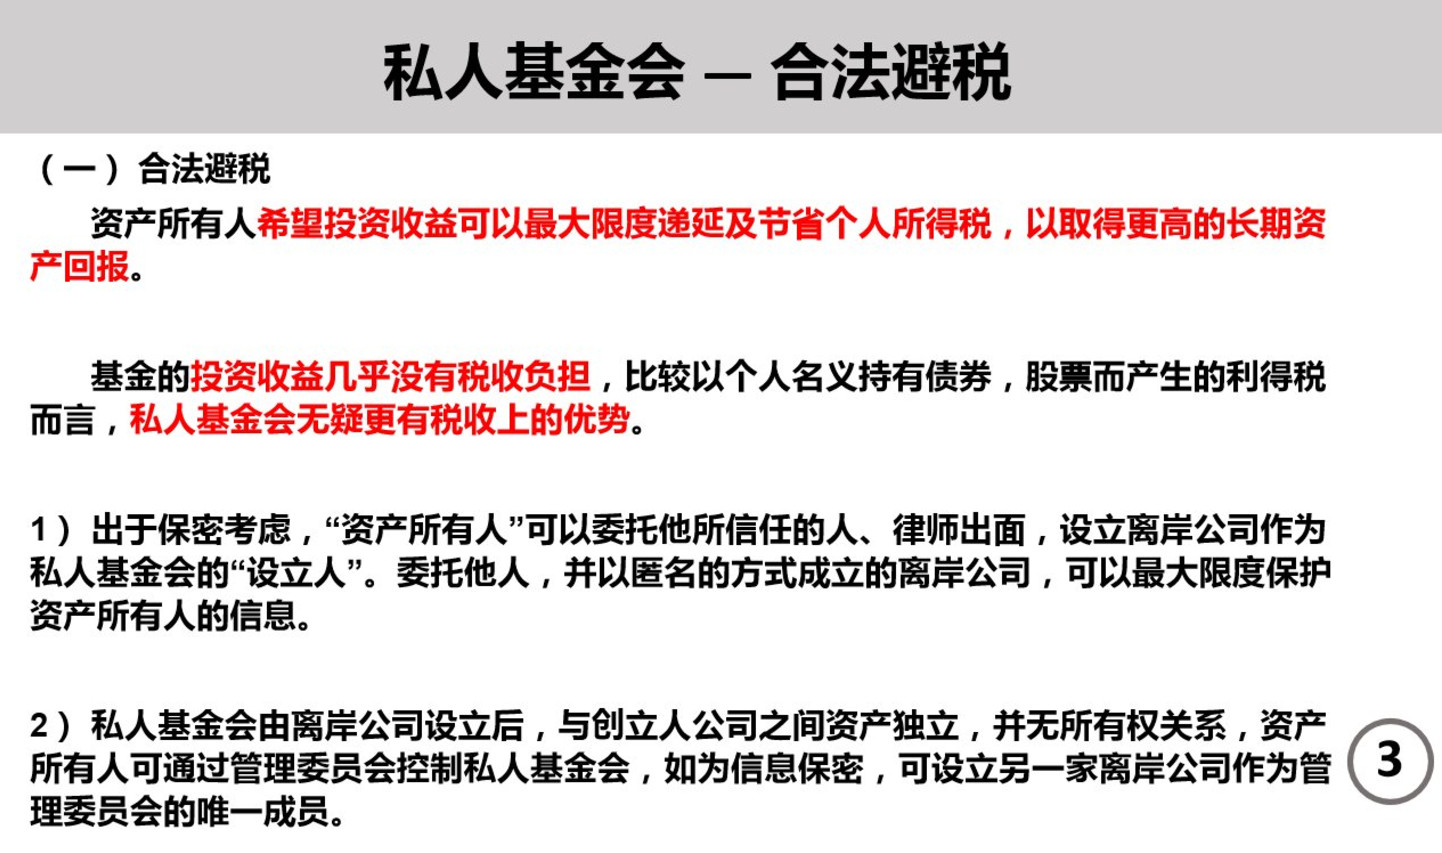 私人基金会 — 合法避税
（一）合法避税
资产所有人希望投资收益可以最大限度递延及节省个人所得税，以取得更高的长期资
产回报。
基金的投资收益几乎没有税收负担，比较以个人名义持有债券，股票而产生的利得税
而言，私人基金会无疑更有税收上的优势。
1）出于保密考虑，“资产所有人”可以委托他所信任的人、律师出面，设立离岸公司作为
私人基金会的“设立人”。委托他人，并以匿名的方式成立的离岸公司，可以最大限度保护
资产所有人的信息。
2）私人基金会由离岸公司设立后，与创立人公司之间资产独立，并无所有权关系，资产
所有人可通过管理委员会控制私人基金会，如为信息保密，可设立另一家离岸公司作为管
理委员会的唯一成员。
3